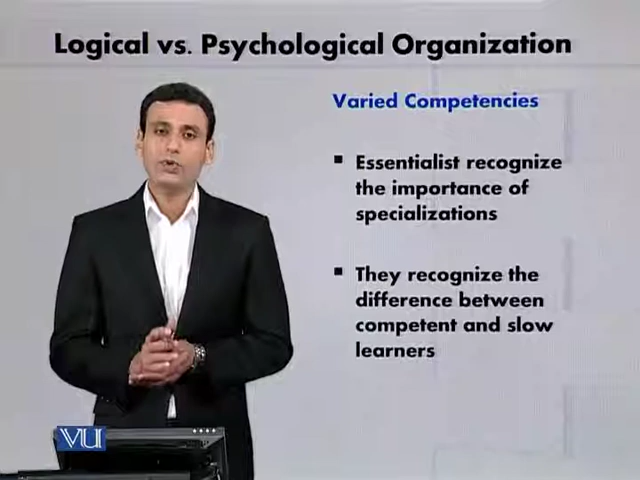 Logical vs. Psychological Organization
Varied Competencies
Essentialist recognize
the importance of
specializations
They recognize the
difference between
competent and slow
learners
VU